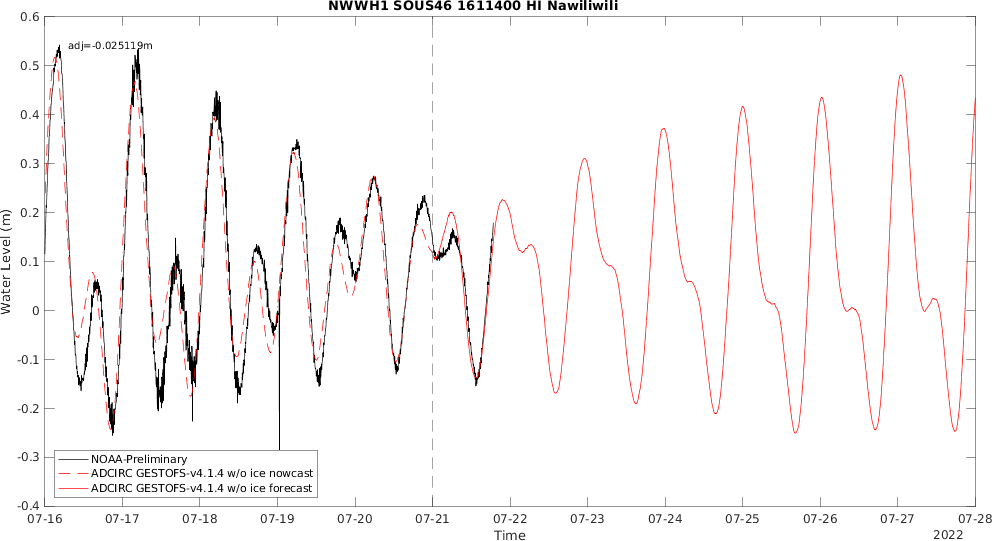 NWWH1 SOUS46 1611400 HI Nawiliwili
0.6
0.5
0.4
0.3
0.2
0.1
0
-0.1
-0.2
-0.3
-0.4
Water Level (m)
adj=-0.025119m
NOAA-Preliminary
ADCIRC GESTOFS-v4.1.4 w/o ice nowcast
ADCIRC GESTOFS-v4.1.4 w/o ice forecast
07-16 07-17 07-18 07-19 07-20 07-21 07-22 07-23 07-24 07-25 07-26 07-27 07-28
Time
2022